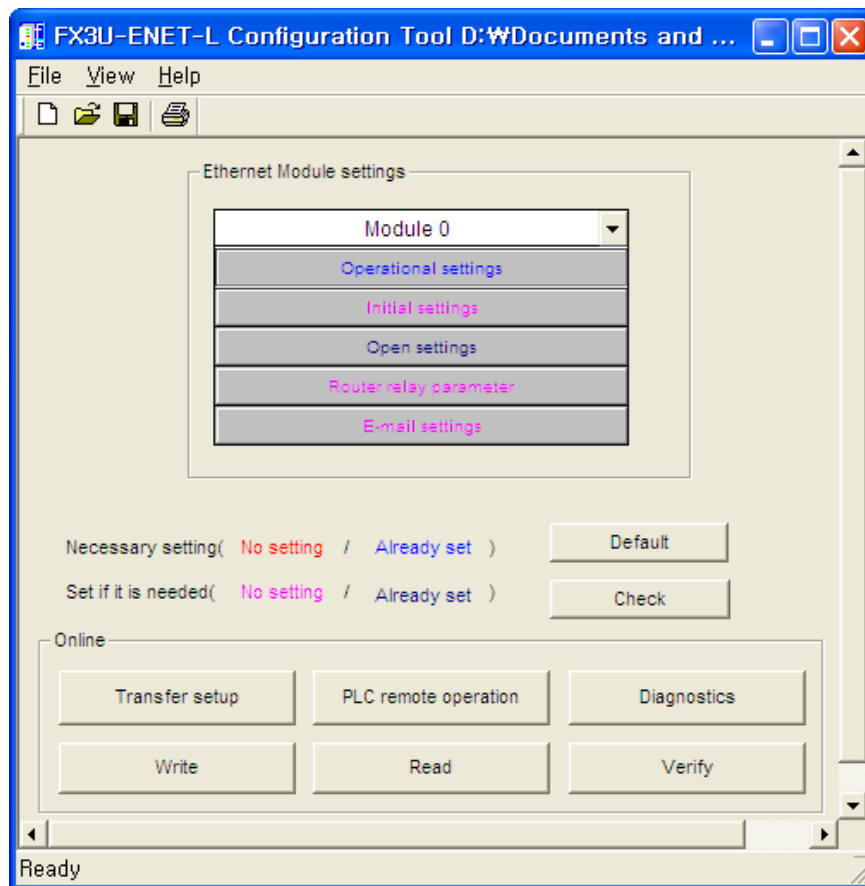 FX3U-ENET-L Configuration Tool D:₩Documents and ...
File View Help
Ethernet Module settings
Module 0
Operational settings
Initial settings
Open settings
Router relay parameter
E-mail settings
Necessary setting( No setting / Already set )
Default
Set if it is needed( No setting / Already set )
Check
Online
Transfer setup
PLC remote operation
Diagnostics
Write
Read
Verify
Ready